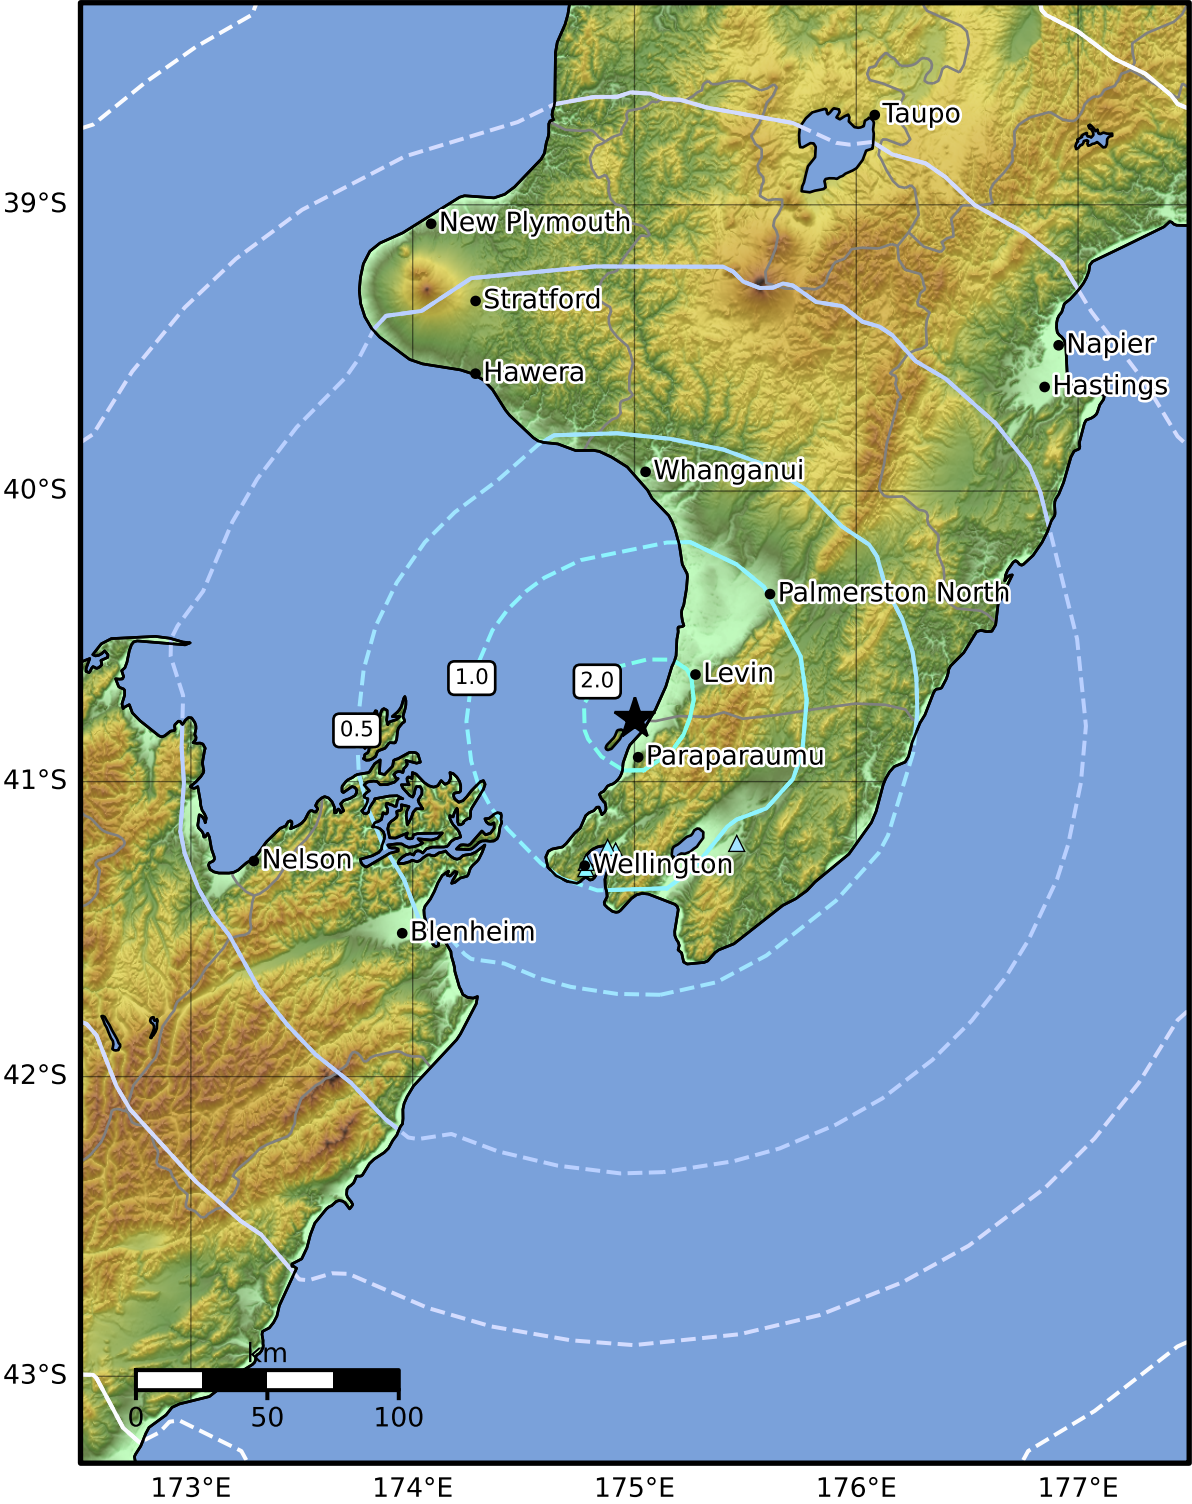 Taupo
39°S
New Plymouth
Stratford
Napier
Hawera
Hastings
Whanganui
40°S
Palmerston North
Levin
1.0
2.0
0.5
Paraparaumu
41°S
Nelson
Wellington
Blenheim
42°S
km
43°S
0 50 100
173°E 174°E 175°E 176°E 177°E